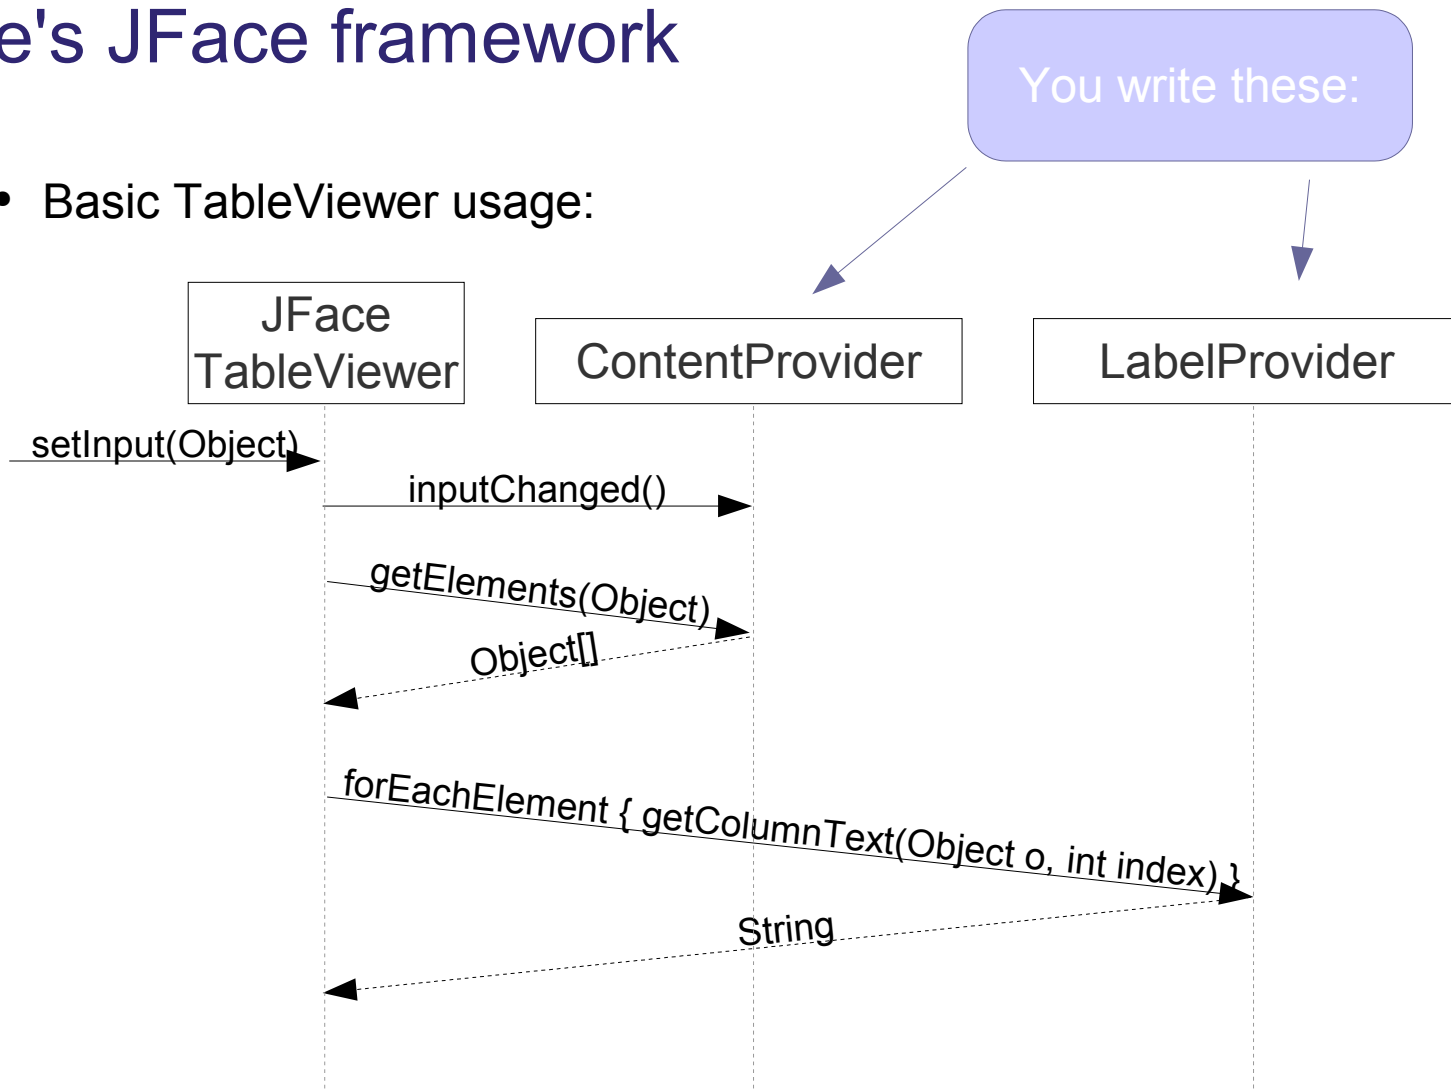 e's JFace framework
You write these:
• Basic TableViewer usage:
JFace
TableViewer
ContentProvider
LabelProvider
setInput(Object)
inputChanged()
getElements(Object)
Object[]
forEachElement { getColumnText(Object o, int index) }
String